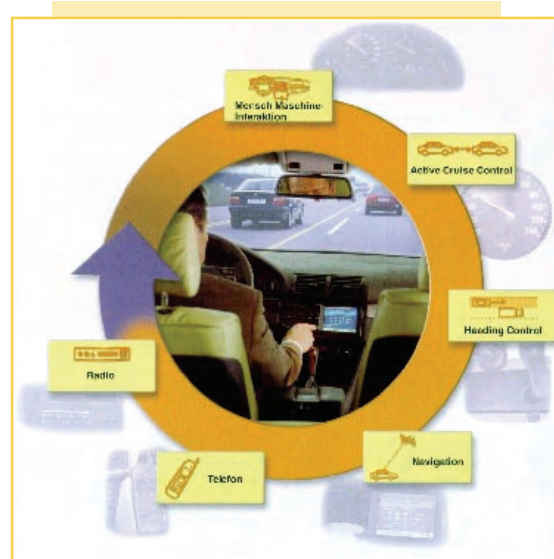 Mensch Maschine-
Interaktion
Active Cruise Control
Heading Control
Navigation
Telefon
Radio